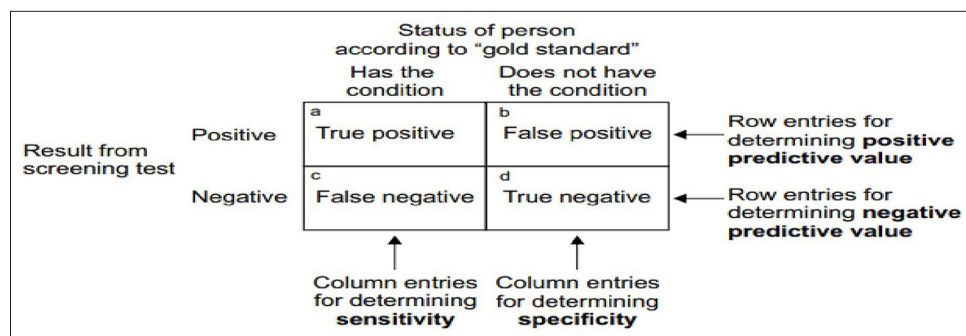 Status of person
according to “gold standard”
Has the
condition
Does not have
the condition
Result from
screening test
Positive
a
True positive
b
False positive
Row entries for
determining positive
predictive value
Negative
c
False negative
d
True negative
Row entries for
determining negative
predictive value
Column entries
for determining
sensitivity
Column entries
for determining
specificity